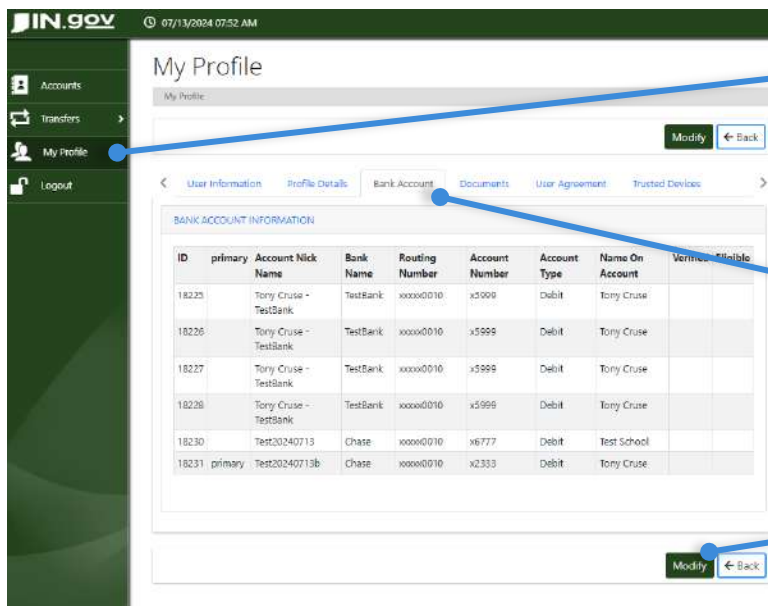 IN.gov
07/13/2024 07:52 AM
My Profile
My Profile
Accounts
Transfers
My Profile
Logout
Modify ← Back
User Information Profile Details Bank Account Documents User Agreement Trusted Devices
BANK ACCOUNT INFORMATION
ID primary Account Nick Name Bank Name Routing Number Account Number Account Type Name On Account Verified Eligible
18225 Tony Cruse - TestBank TestBank xxxxx0010 x5999 Debit Tony Cruse
18226 Tony Cruse - TestBank TestBank xxxxx0010 x5999 Debit Tony Cruse
18227 Tony Cruse - TestBank TestBank xxxxx0010 x5999 Debit Tony Cruse
18228 Tony Cruse - TestBank TestBank xxxxx0010 x5999 Debit Tony Cruse
18230 Test20240713 Chase xxxxx0010 x6777 Debit Test School
18231 primary Test20240713b Chase xxxxx0010 x2333 Debit Tony Cruse
Modify ← Back